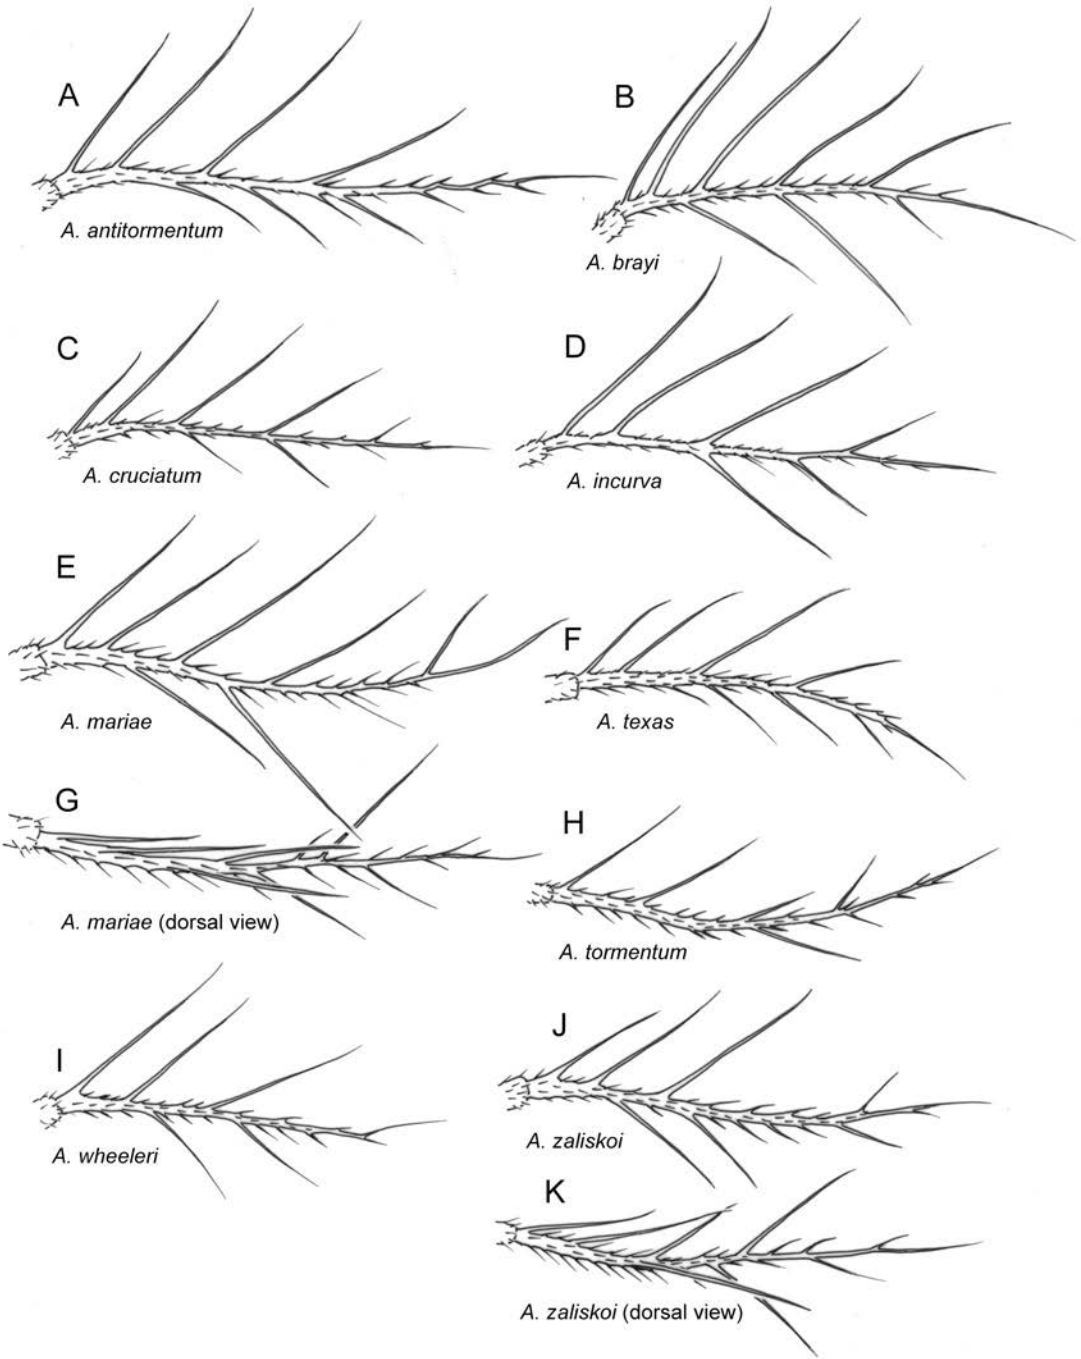 A
B
A. antitormentum
A. brayi
C
D
A. cruciatum
A. incurva
E
F
A. mariae
A. texas
G
H
A. mariae (dorsal view)
A. tormentum
I
J
A. wheeleri
A. zaliskoi
K
A. zaliskoi (dorsal view)